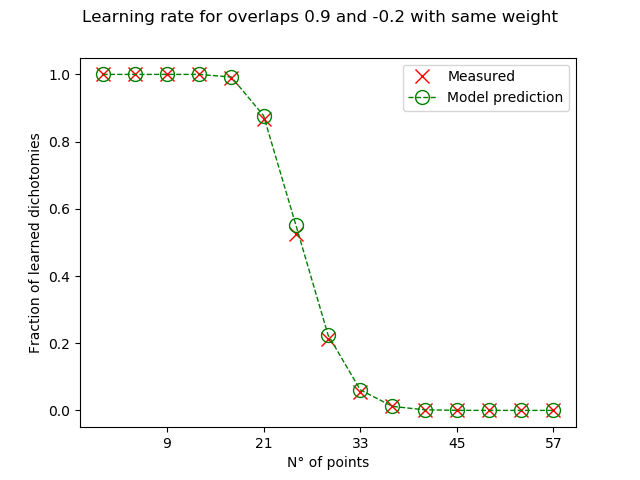 Learning rate for overlaps 0.9 and -0.2 with same weight
Measured
Model prediction
1.0
0.8
0.6
0.4
0.2
0.0
Fraction of learned dichotomies
9 21 33 45 57
N° of points